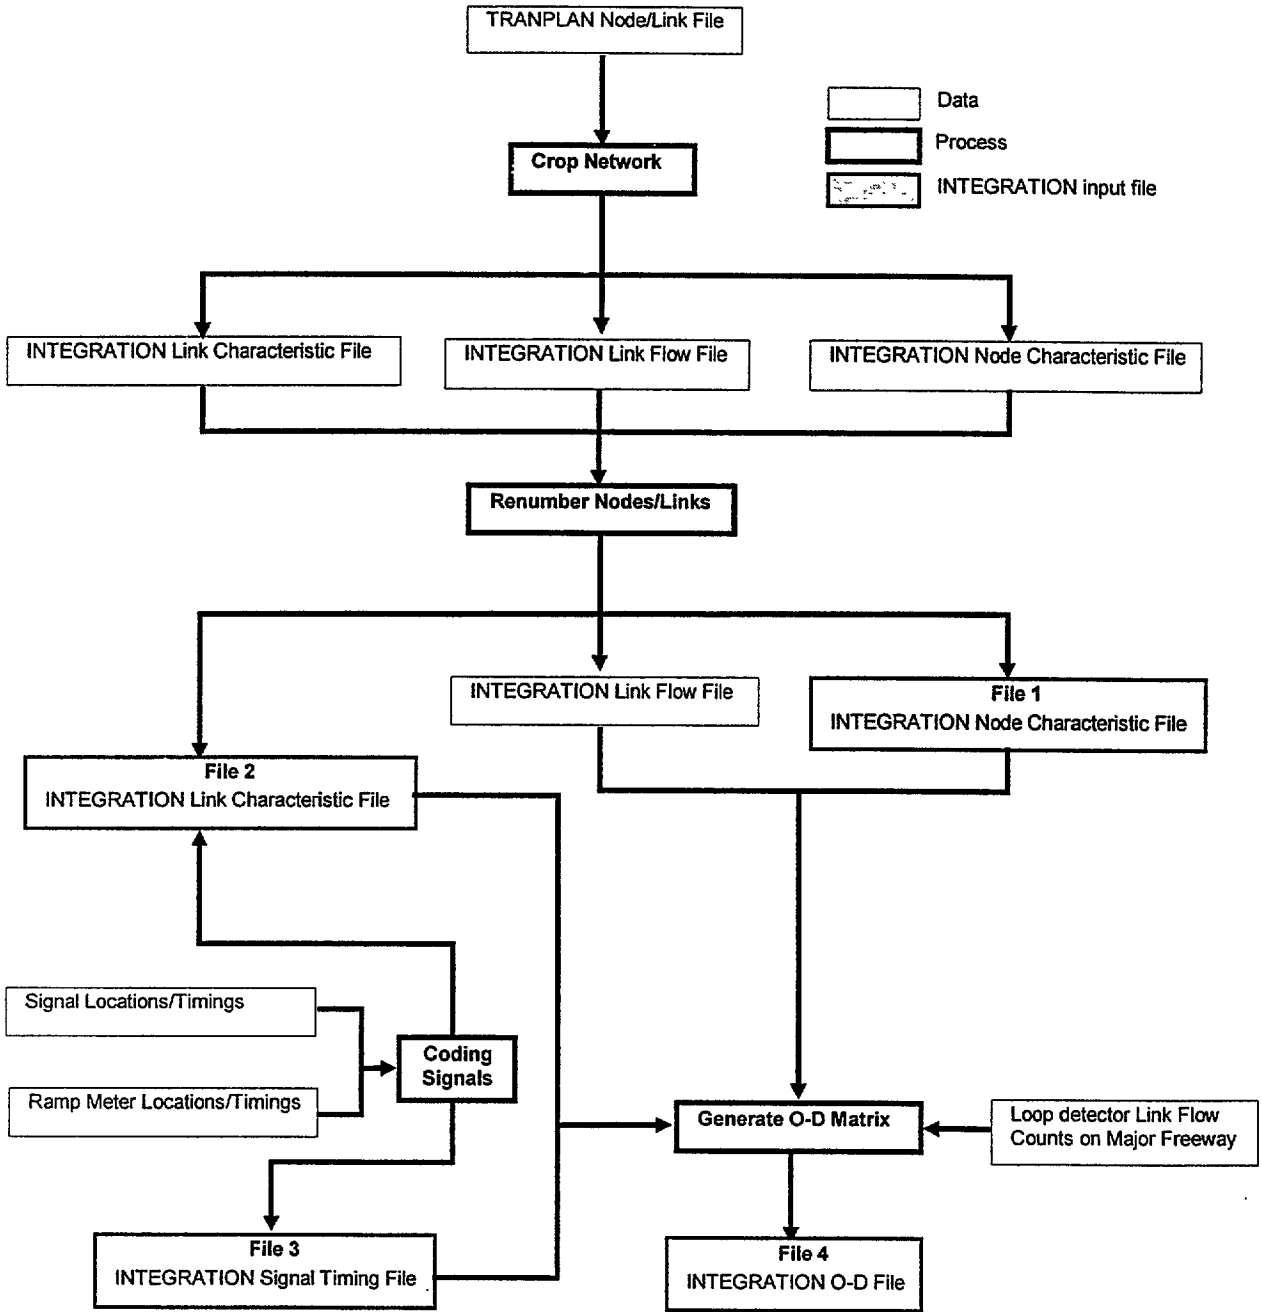 TRANPLAN Node/Link File
Data
Process
INTEGRATION input file
Crop Network
INTEGRATION Link Characteristic File
INTEGRATION Link Flow File
INTEGRATION Node Characteristic File
Renumber Nodes/Links
INTEGRATION Link Flow File
File 1
INTEGRATION Node Characteristic File
File 2
INTEGRATION Link Characteristic File
Signal Locations/Timings
Coding
Signals
Ramp Meter Locations/Timings
Generate O-D Matrix
Loop detector Link Flow
Counts on Major Freeway
File 3
INTEGRATION Signal Timing File
File 4
INTEGRATION O-D File